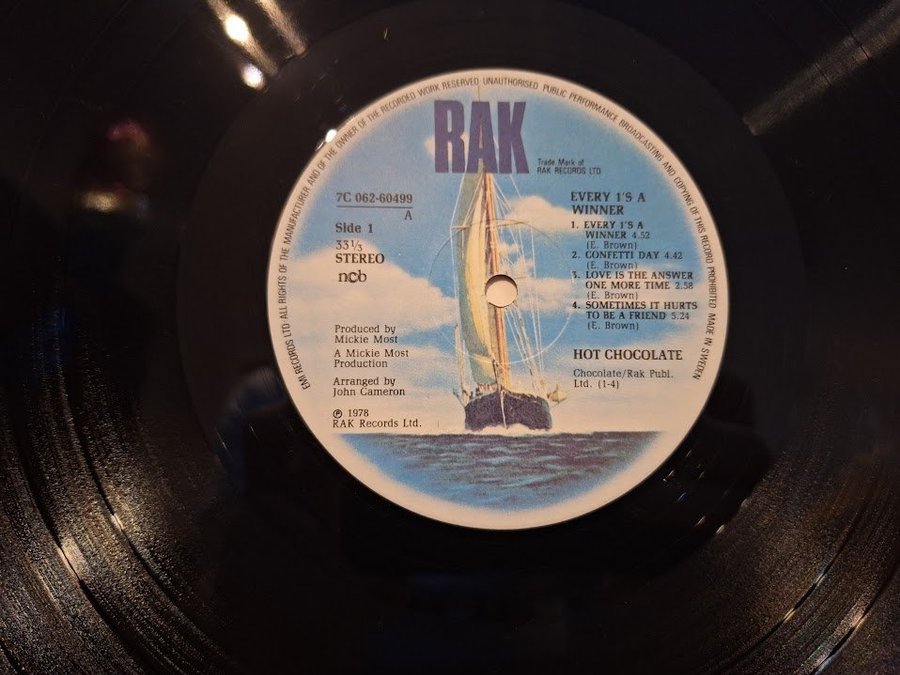 EMI RECORDS LTD·ALL RIGHTS OF THE MANUFACTURER AND OF THE OWNER OF THE RECORDED WORK RESERVED UNAUTHORISED PUBLIC PERFORMANCE BROADCASTING AND COPYING OF THIS RECORD PROHIBITED MADE IN SWEDEN
RAK
Trade Mark of
RAK RECORDS LTD
7C 062-60499
A
Side 1
33 1/3
STEREO
ncb
EVERY 1'S A
WINNER
1. EVERY 1'S A
WINNER 4.52
(E. Brown)
2. CONFETTI DAY 4.42
(E. Brown)
3. LOVE IS THE ANSWER
ONE MORE TIME 2.58
(E. Brown)
4. SOMETIMES IT HURTS
TO BE A FRIEND 5.24
(E. Brown)
Produced by
Mickie Most
A Mickie Most
Production
Arranged by
John Cameron
℗ 1978
RAK Records Ltd.
HOT CHOCOLATE
Chocolate/Rak Publ.
Ltd. (1-4)